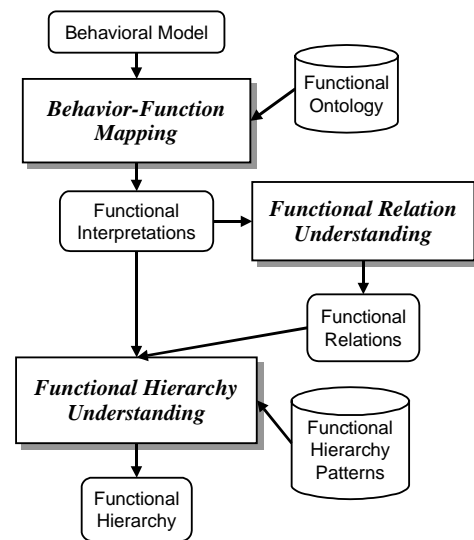 Behavioral Model
Behavior-Function
Mapping
Functional
Ontology
Functional
Interpretations
Functional Relation
Understanding
Functional
Relations
Functional Hierarchy
Understanding
Functional
Hierarchy
Patterns
Functional
Hierarchy